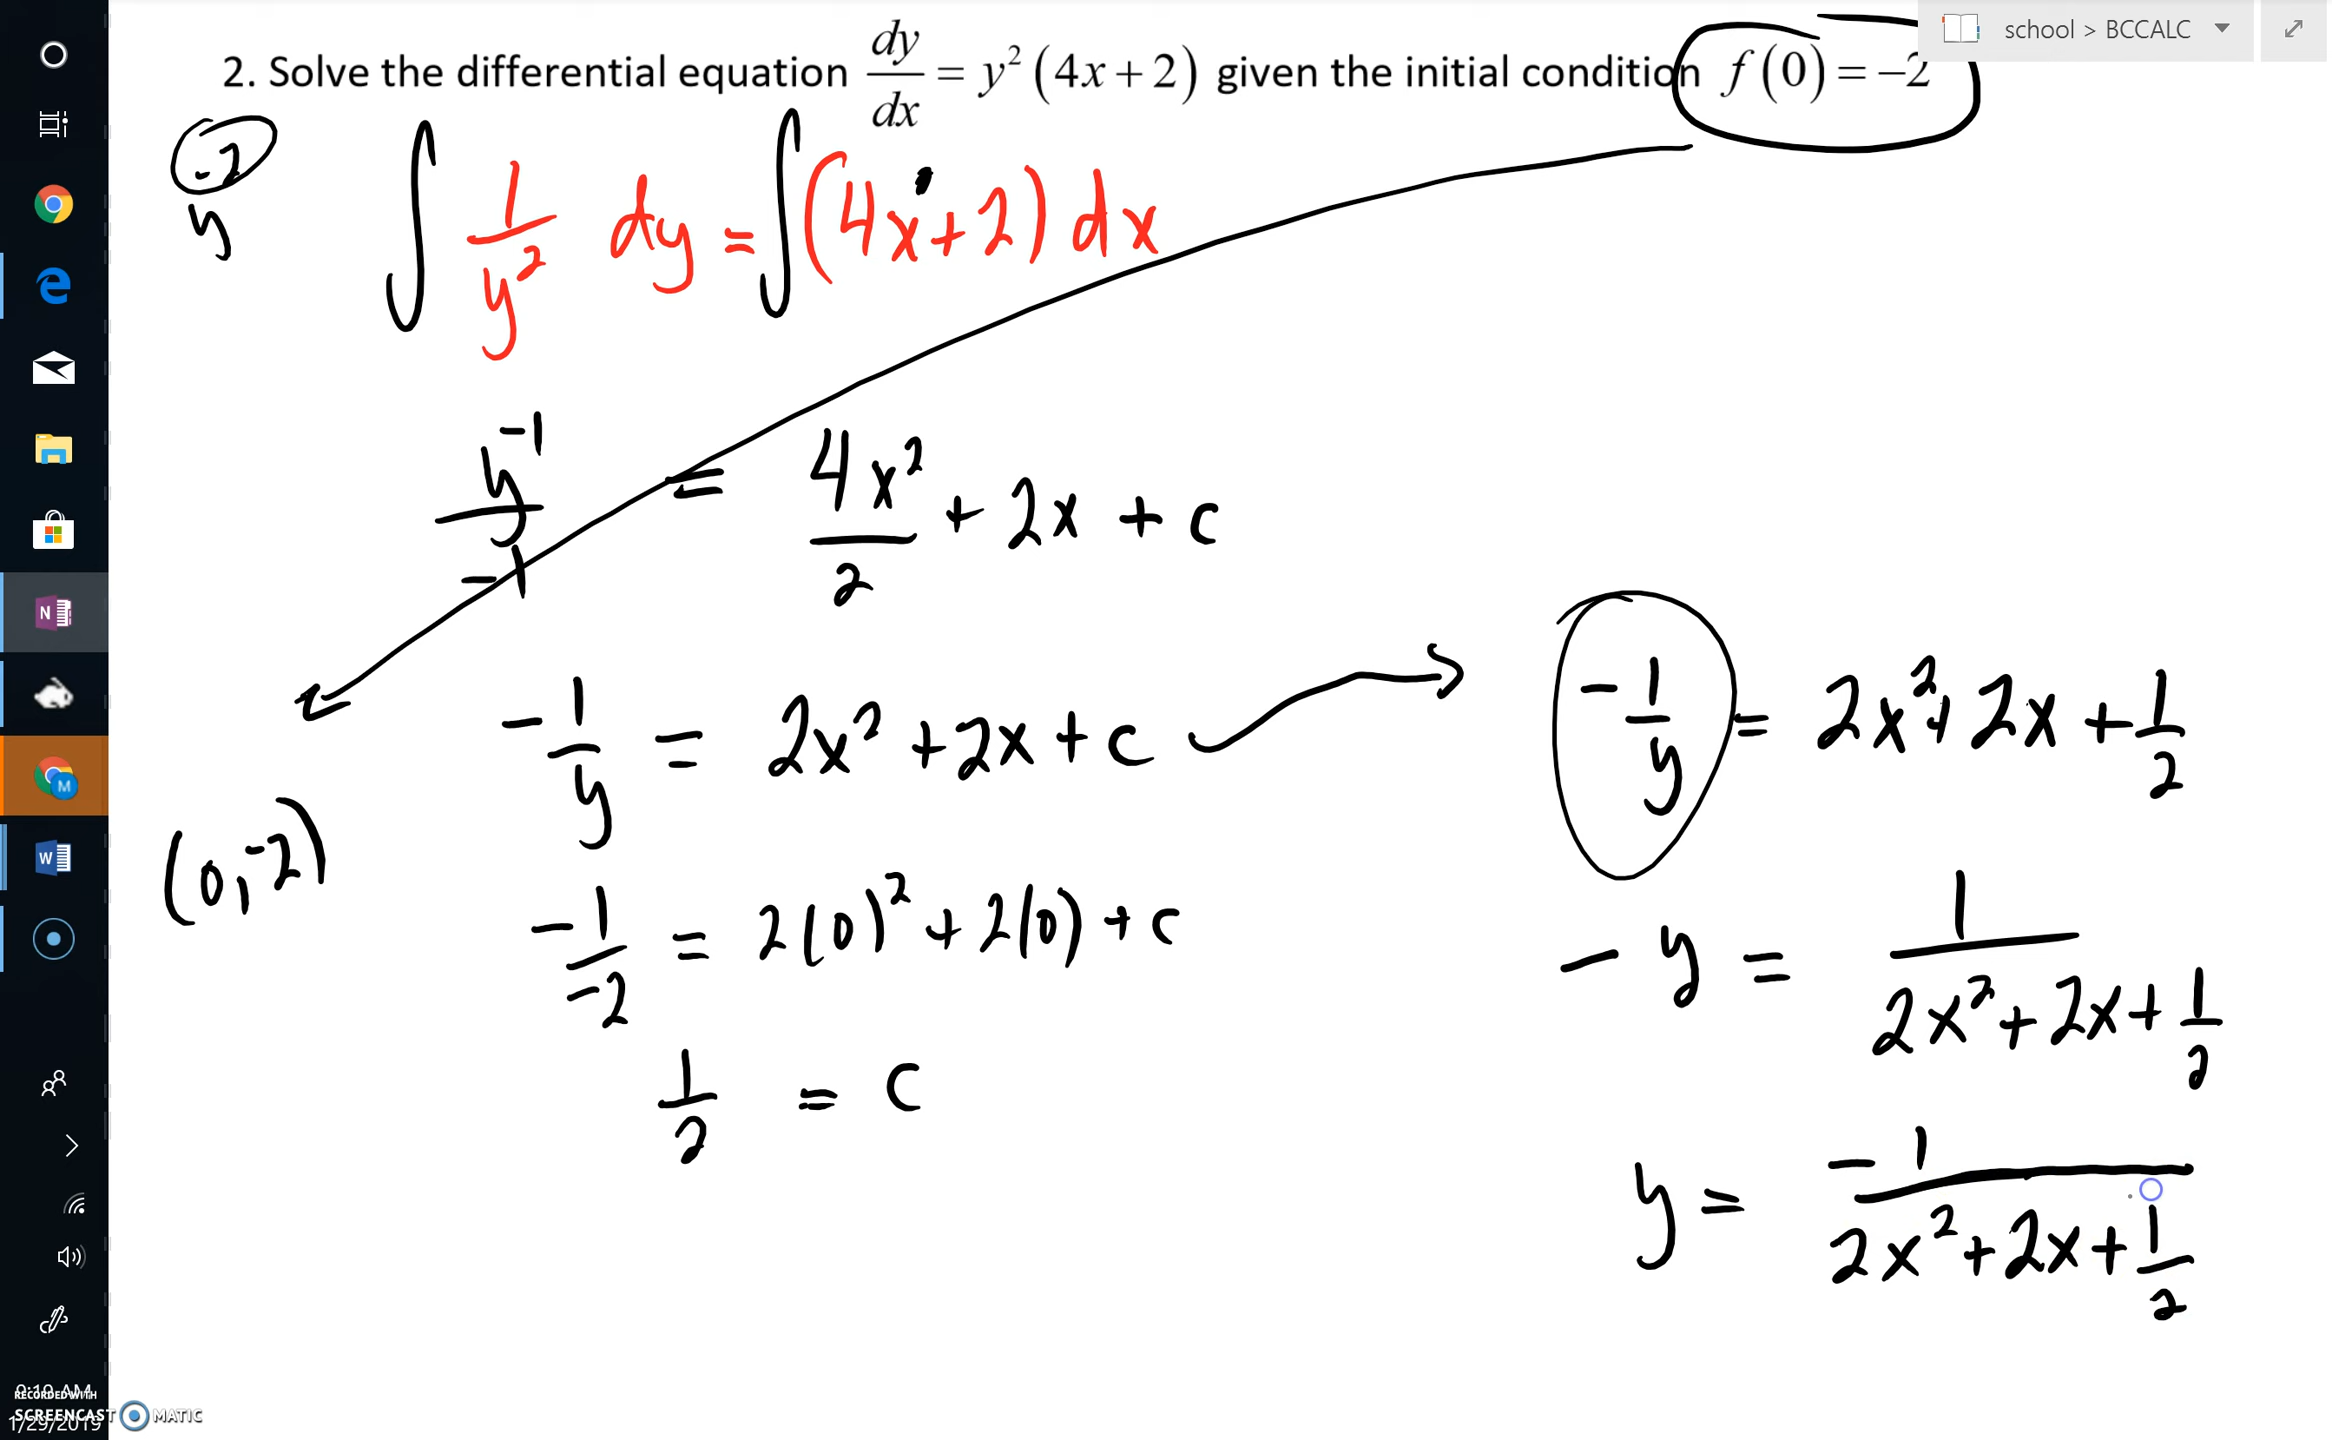 school > BCCALC
2. Solve the differential equation dy/dx = y² (4x + 2) given the initial condition f(0) = −2
y⁻²
∫ 1/y² dy = ∫ (4x+2) dx
y⁻¹/−1 = 4x²/2 + 2x + c
−1/y = 2x² + 2x + c
(0, −2)
−1/−2 = 2(0)² + 2(0) + c
1/2 = c
−1/y = 2x² + 2x + 1/2
−y = 1/(2x² + 2x + 1/2)
y = −1/(2x² + 2x + 1/2)
RECORDED WITH
SCREENCAST MATIC
1/29/2019